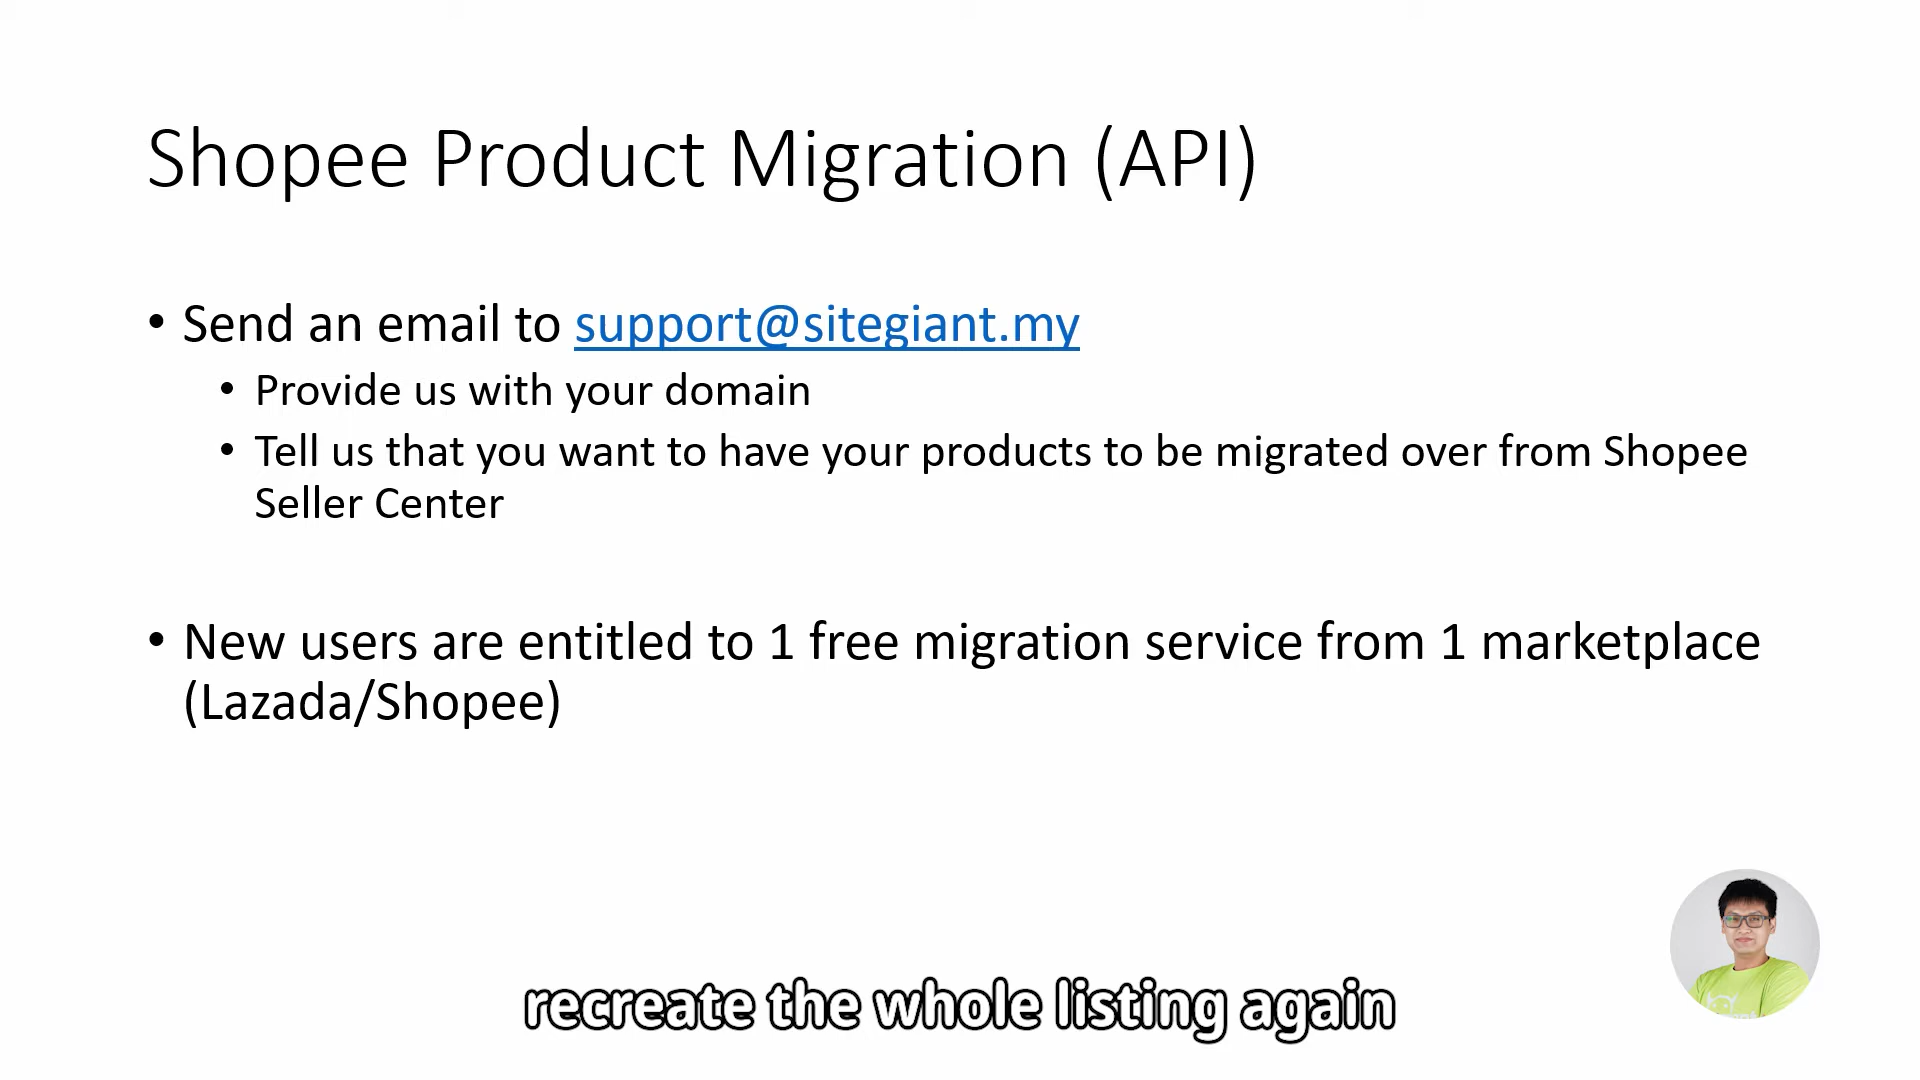 Shopee Product Migration (API)
• Send an email to support@sitegiant.my
• Provide us with your domain
• Tell us that you want to have your products to be migrated over from Shopee
Seller Center
• New users are entitled to 1 free migration service from 1 marketplace
(Lazada/Shopee)
recreate the whole listing again